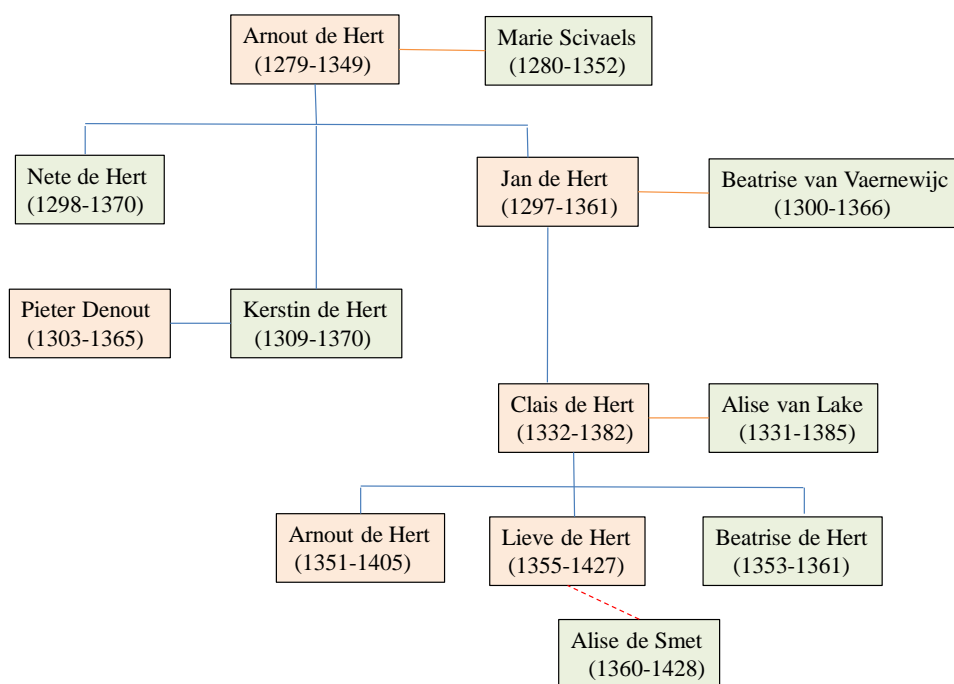 Arnout de Hert
(1279-1349)
Marie Scivaels
(1280-1352)
Nete de Hert
(1298-1370)
Jan de Hert
(1297-1361)
Beatrise van Vaernewijc
(1300-1366)
Pieter Denout
(1303-1365)
Kerstin de Hert
(1309-1370)
Clais de Hert
(1332-1382)
Alise van Lake
(1331-1385)
Arnout de Hert
(1351-1405)
Lieve de Hert
(1355-1427)
Beatrise de Hert
(1353-1361)
Alise de Smet
(1360-1428)